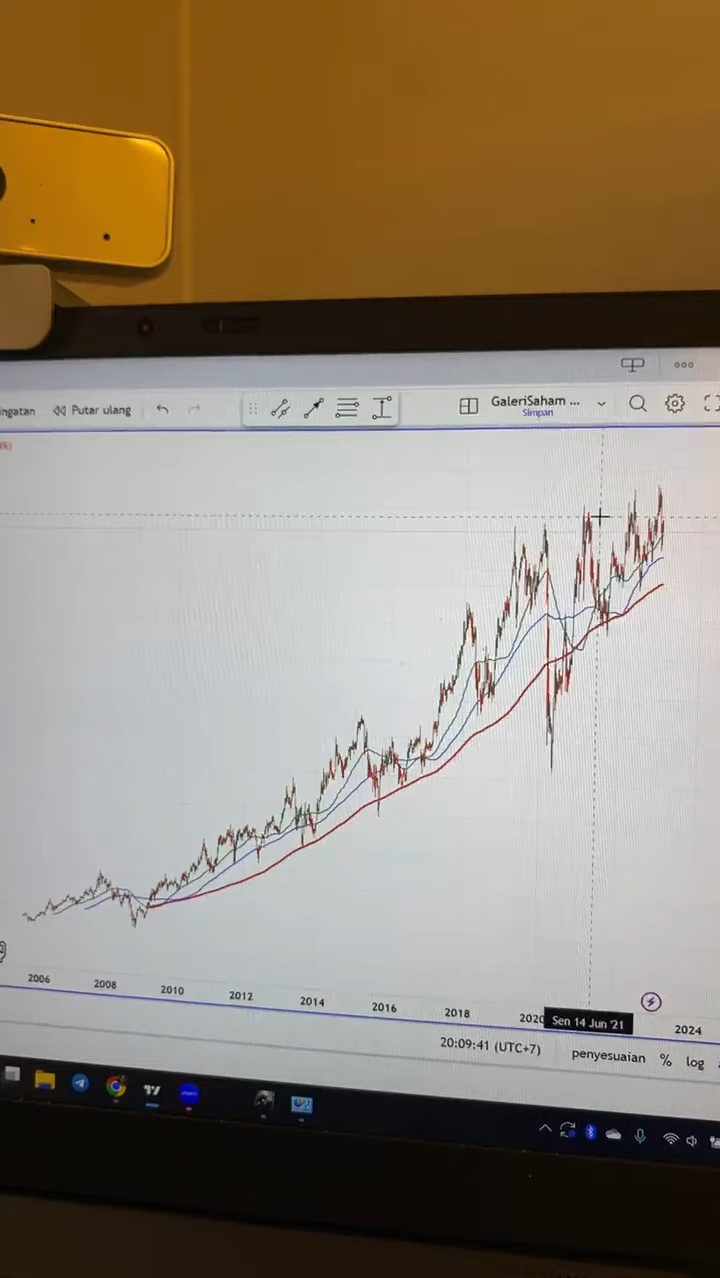 ingatan Putar ulang GaleriSaham ...
Simpan
%)
2006 2008 2010 2012 2014 2016 2018 2020 Sen 14 Jun '21 2024
20:09:41 (UTC+7) penyesuaian % log
zoom